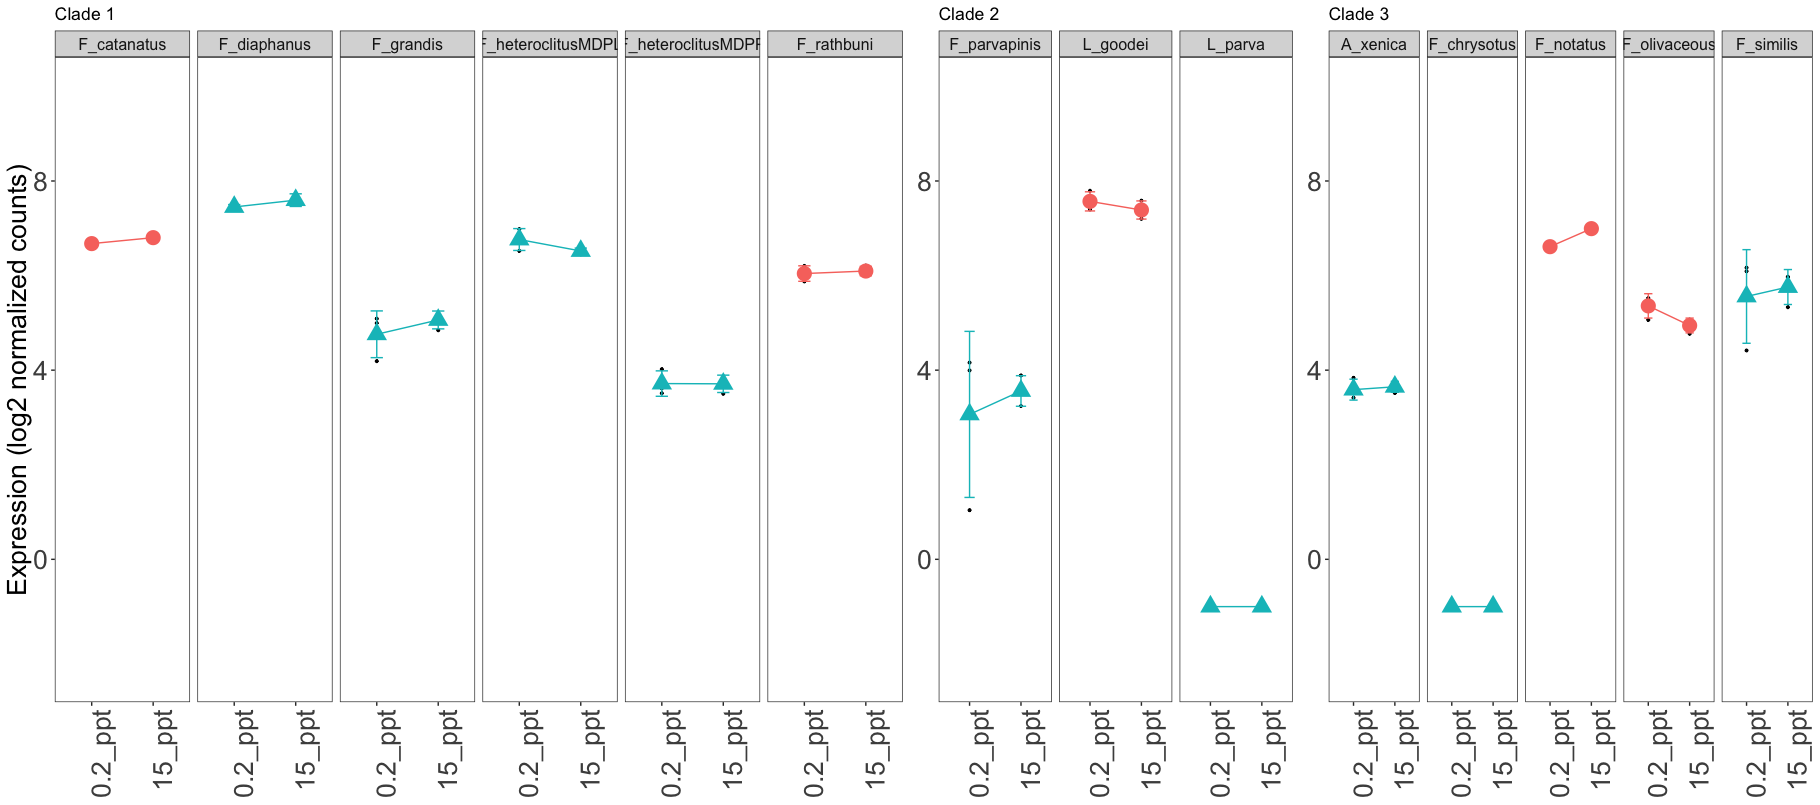 Clade 1
Clade 2
Clade 3
F_catanatus
F_diaphanus
F_grandis
F_heteroclitusMDPL
F_heteroclitusMDPP
F_rathbuni
F_parvapinis
L_goodei
L_parva
A_xenica
F_chrysotus
F_notatus
F_olivaceous
F_similis
Expression (log2 normalized counts)
8
4
0
8
4
0
8
4
0
0.2_ppt
15_ppt
0.2_ppt
15_ppt
0.2_ppt
15_ppt
0.2_ppt
15_ppt
0.2_ppt
15_ppt
0.2_ppt
15_ppt
0.2_ppt
15_ppt
0.2_ppt
15_ppt
0.2_ppt
15_ppt
0.2_ppt
15_ppt
0.2_ppt
15_ppt
0.2_ppt
15_ppt
0.2_ppt
15_ppt
0.2_ppt
15_ppt